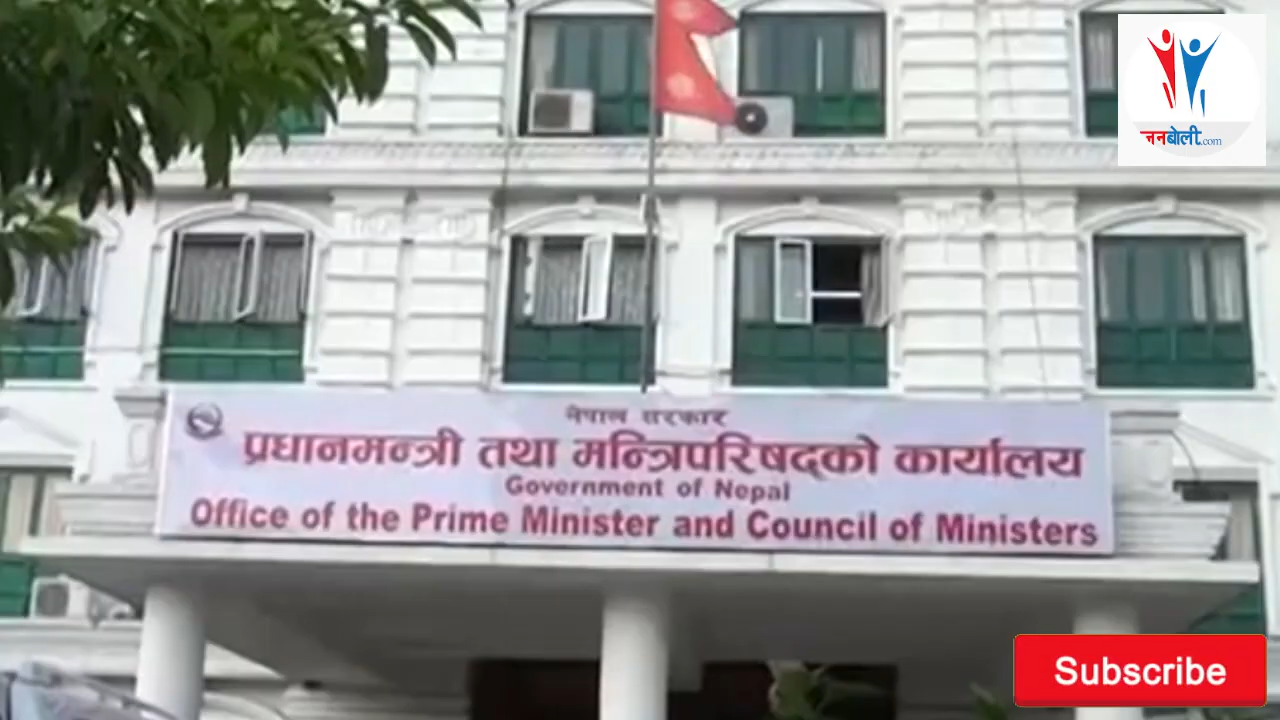 जनबोली.com
नेपाल सरकार
प्रधानमन्त्री तथा मन्त्रिपरिषद्को कार्यालय
Government of Nepal
Office of the Prime Minister and Council of Ministers
Subscribe